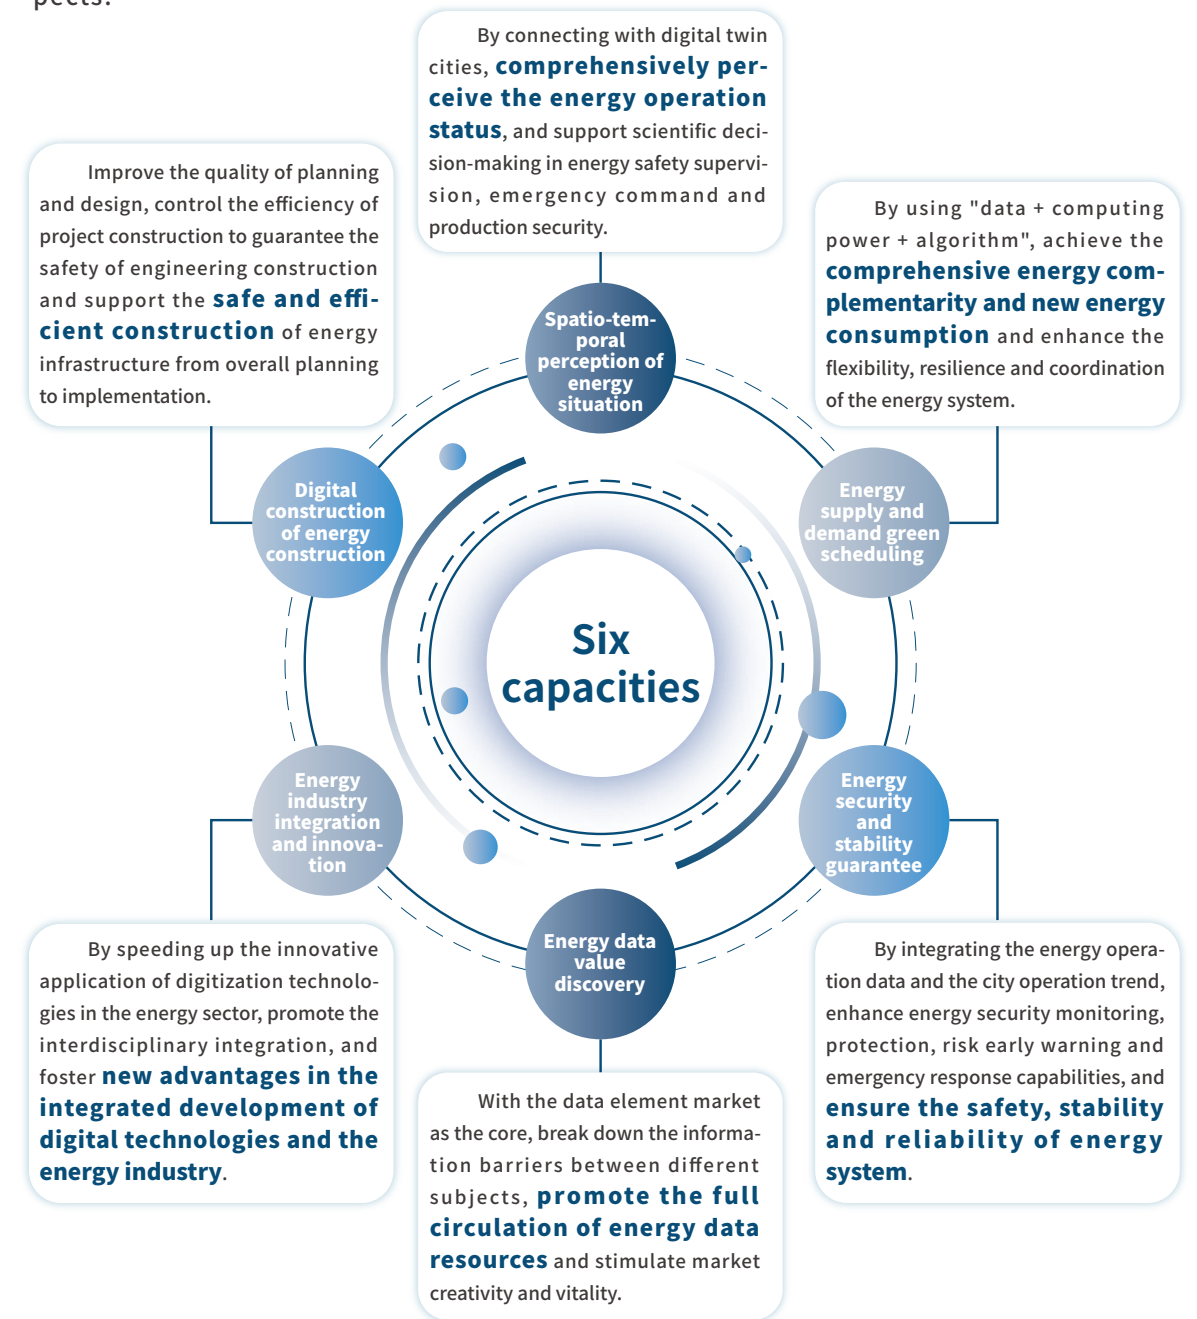 pects.
By connecting with digital twin
cities, comprehensively per-
ceive the energy operation
status, and support scientific deci-
sion-making in energy safety supervi-
sion, emergency command and
production security.
Improve the quality of planning
and design, control the efficiency of
project construction to guarantee the
safety of engineering construction
and support the safe and effi-
cient construction of energy
infrastructure from overall planning
to implementation.
By using "data + computing
power + algorithm", achieve the
comprehensive energy com-
plementarity and new energy
consumption and enhance the
flexibility, resilience and coordination
of the energy system.
Spatio-tem-
poral
perception of
energy
situation
Digital
construction
of energy
construction
Energy
supply and
demand green
scheduling
Six
capacities
Energy
industry
integration
and innova-
tion
Energy
security
and
stability
guarantee
Energy data
value
discovery
By speeding up the innovative
application of digitization technolo-
gies in the energy sector, promote the
interdisciplinary integration, and
foster new advantages in the
integrated development of
digital technologies and the
energy industry.
With the data element market
as the core, break down the informa-
tion barriers between different
subjects, promote the full
circulation of energy data
resources and stimulate market
creativity and vitality.
By integrating the energy opera-
tion data and the city operation trend,
enhance energy security monitoring,
protection, risk early warning and
emergency response capabilities, and
ensure the safety, stability
and reliability of energy
system.